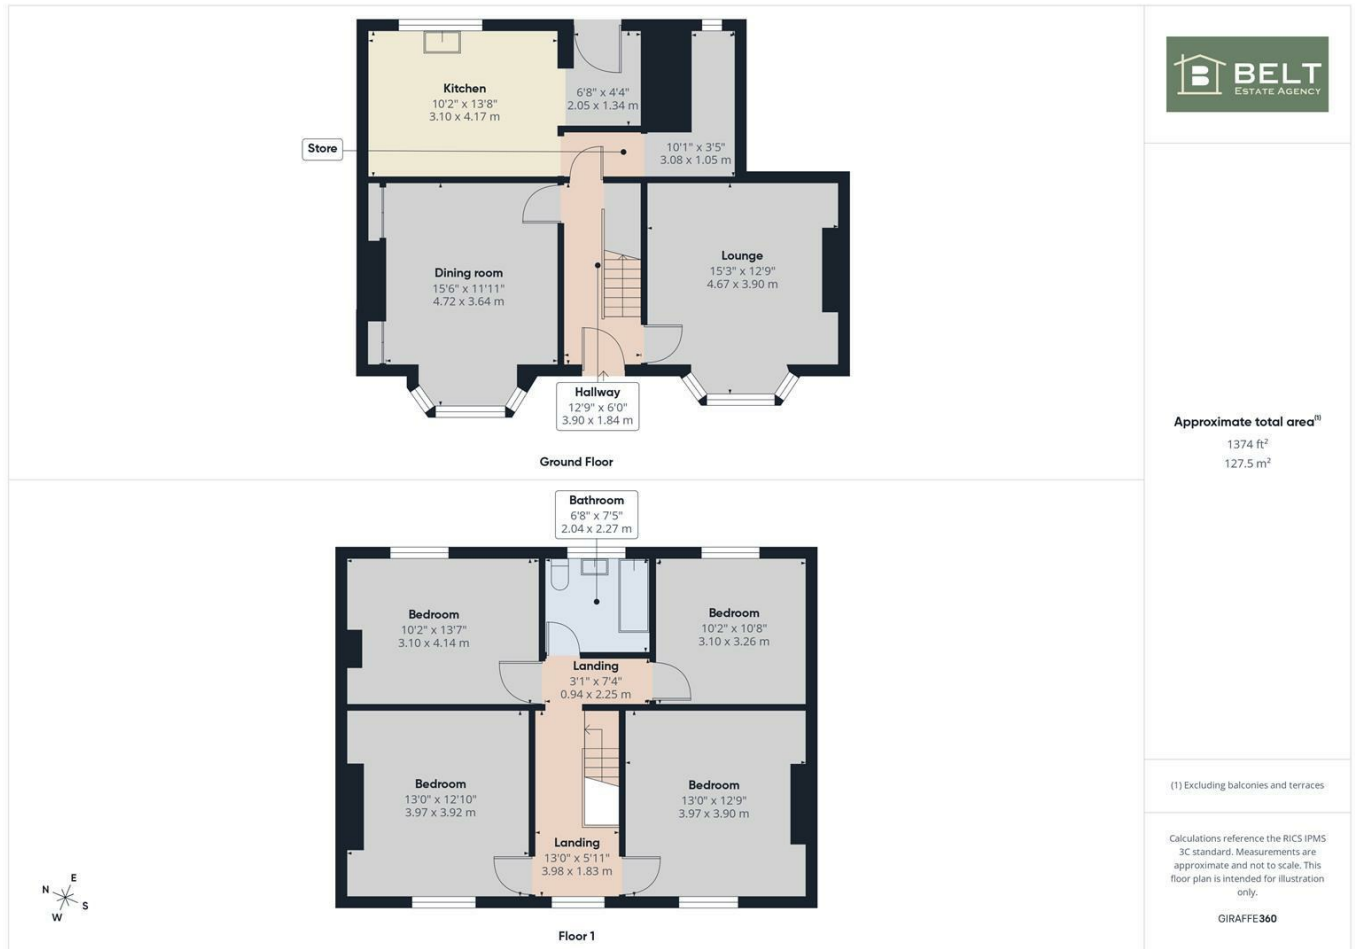 Kitchen
10'2" x 13'8"
3.10 x 4.17 m
6'8" x 4'4"
2.05 x 1.34 m
Store
10'1" x 3'5"
3.08 x 1.05 m
Dining room
15'6" x 11'11"
4.72 x 3.64 m
Lounge
15'3" x 12'9"
4.67 x 3.90 m
Hallway
12'9" x 6'0"
3.90 x 1.84 m
Ground Floor
Bathroom
6'8" x 7'5"
2.04 x 2.27 m
Bedroom
10'2" x 13'7"
3.10 x 4.14 m
Bedroom
10'2" x 10'8"
3.10 x 3.26 m
Landing
3'1" x 7'4"
0.94 x 2.25 m
Bedroom
13'0" x 12'10"
3.97 x 3.92 m
Bedroom
13'0" x 12'9"
3.97 x 3.90 m
Landing
13'0" x 5'11"
3.98 x 1.83 m
Floor 1
N E
W S
B BELT
ESTATE AGENCY
Approximate total area(1)
1374 ft²
127.5 m²
(1) Excluding balconies and terraces
Calculations reference the RICS IPMS
3C standard. Measurements are
approximate and not to scale. This
floor plan is intended for illustration
only.
GIRAFFE360